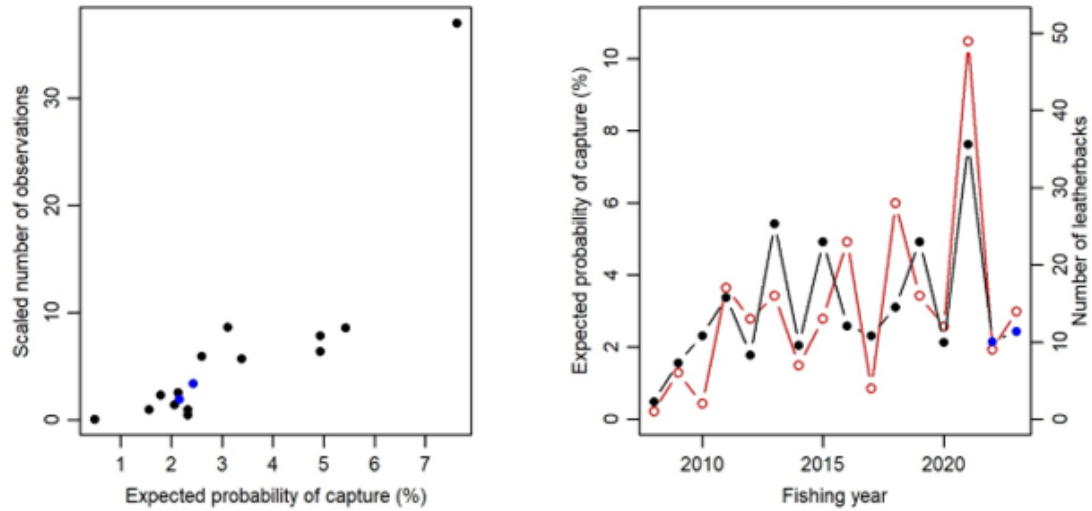 Scaled number of observations
30
20
10
0
1 2 3 4 5 6 7
Expected probability of capture (%)
Expected probability of capture (%)
10
8
6
4
2
0
2010 2015 2020
Fishing year
50
40
30
20
10
0
Number of leatherbacks